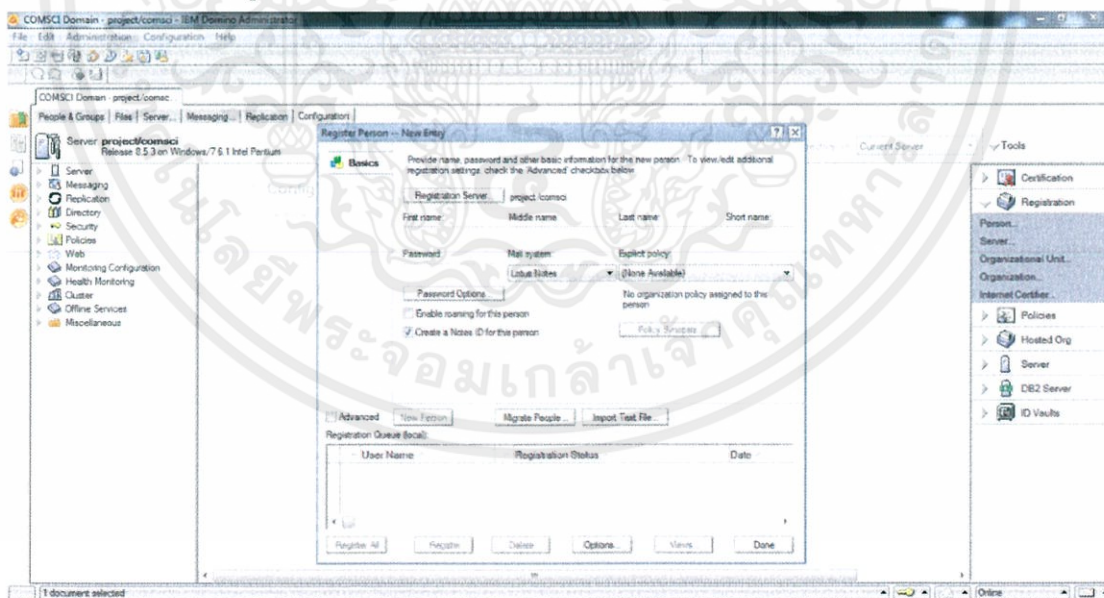 COMSCI Domain - project/comsci - IBM Domino Administrator
File Edit Administration Configuration Help
COMSCI Domain - project/comsc...
People & Groups Files Server... Messaging... Replication Configuration
Server: project/comsci
Release 8.5.3 on Windows/7 6.1 Intel Pentium
Current Server
Tools
Server
Messaging
Replication
Directory
Security
Policies
Web
Monitoring Configuration
Health Monitoring
Cluster
Offline Services
Miscellaneous
Register Person -- New Entry
Basics
Provide name, password and other basic information for the new person. To view/edit additional
registration settings, check the 'Advanced' checkbox below.
Registration Server... project/comsci
First name: Middle name: Last name: Short name:
Password: Mail system: Explicit policy:
Lotus Notes (None Available)
Password Options...
No organization policy assigned to this
person
Enable roaming for this person
Create a Notes ID for this person
Policy Synopsis...
Advanced New Person Migrate People... Import Text File...
Registration Queue (local):
User Name Registration Status Date
Register All Register Delete Options... Views Done
Certification
Registration
Person...
Server...
Organizational Unit...
Organization...
Internet Certifier...
Policies
Hosted Org
Server
DB2 Server
ID Vaults
1 document selected
Online